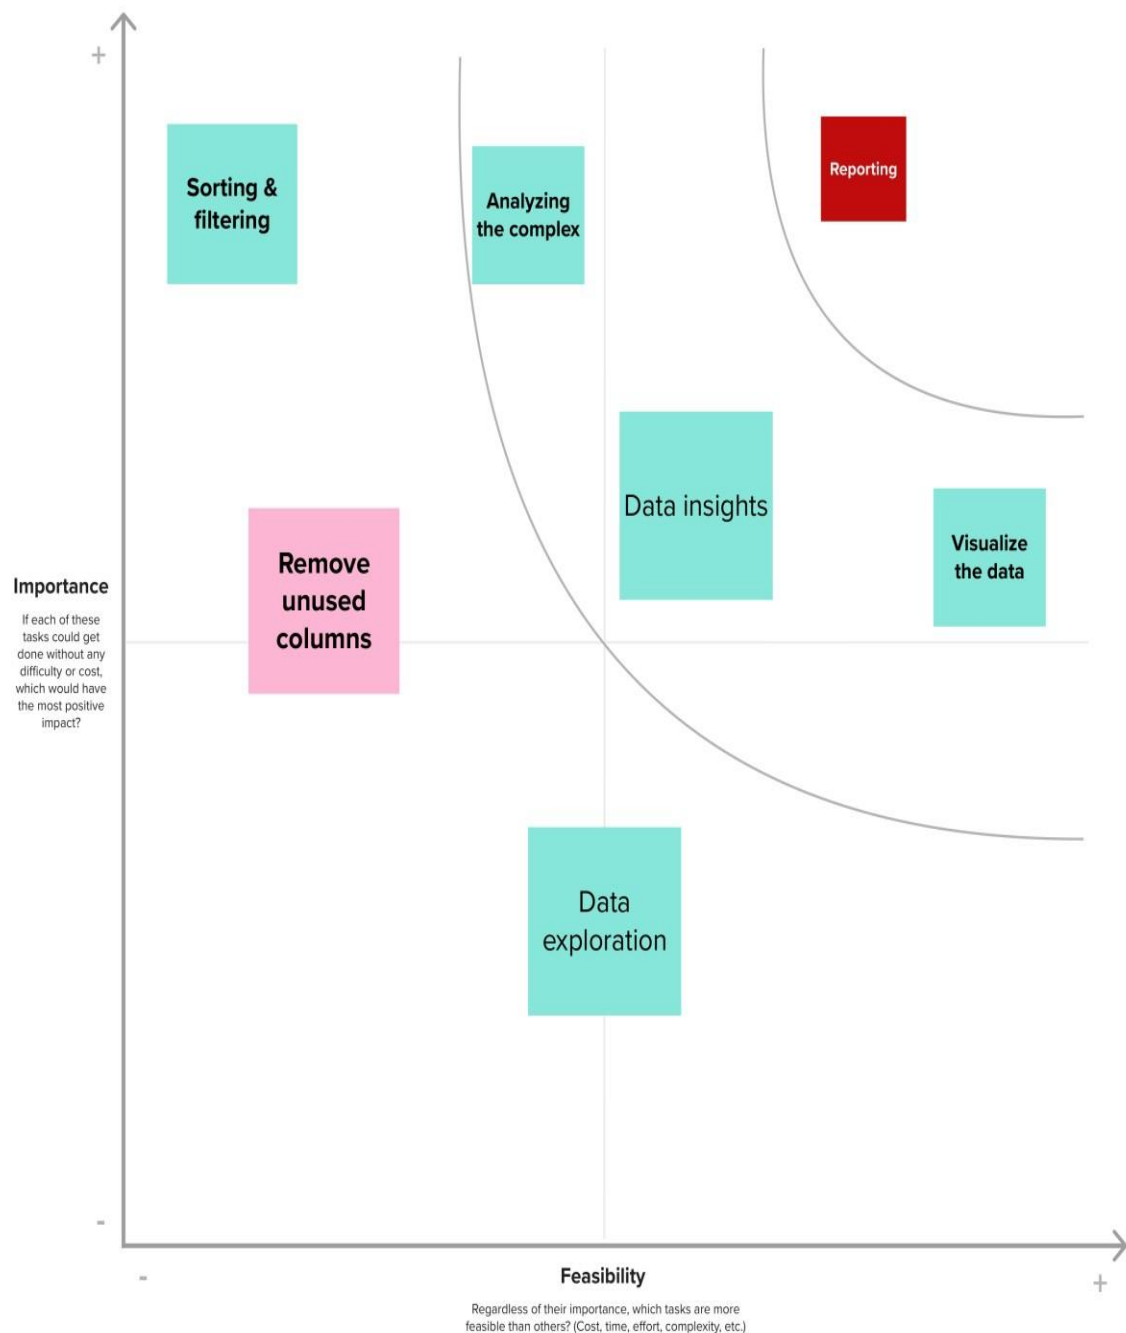 +
Sorting &
filtering
Analyzing
the complex
Reporting
Data insights
Visualize
the data
Remove
unused
columns
Importance
If each of these
tasks could get
done without any
difficulty or cost,
which would have
the most positive
impact?
Data
exploration
-
-
Feasibility
+
Regardless of their importance, which tasks are more
feasible than others? (Cost, time, effort, complexity, etc.)